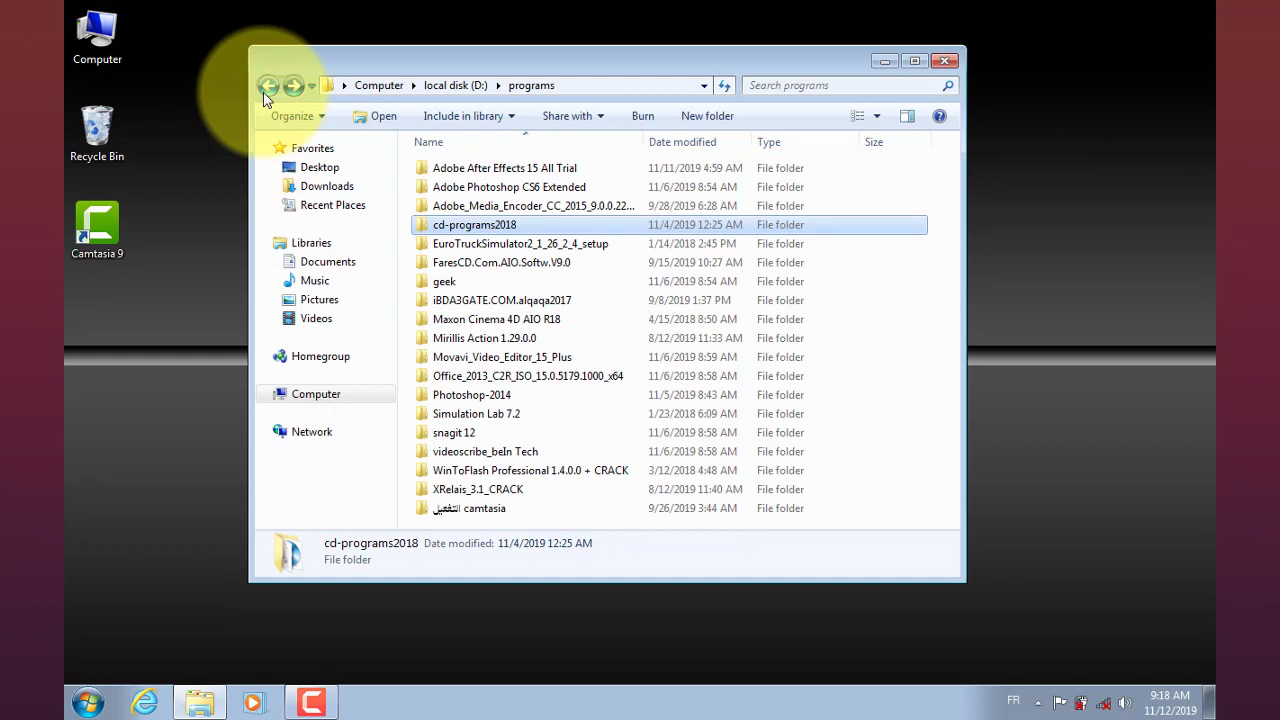 Computer
Recycle Bin
Camtasia 9
Computer local disk (D:) programs
Search programs
Organize Open Include in library Share with Burn New folder
Favorites
Desktop
Downloads
Recent Places
Libraries
Documents
Music
Pictures
Videos
Homegroup
Computer
Network
Name Date modified Type Size
Adobe After Effects 15 All Trial 11/11/2019 4:59 AM File folder
Adobe Photoshop CS6 Extended 11/6/2019 8:54 AM File folder
Adobe_Media_Encoder_CC_2015_9.0.0.22... 9/28/2019 6:28 AM File folder
cd-programs2018 11/4/2019 12:25 AM File folder
EuroTruckSimulator2_1_26_2_4_setup 1/14/2018 2:45 PM File folder
FaresCD.Com.AIO.Softw.V9.0 9/15/2019 10:27 AM File folder
geek 11/6/2019 8:54 AM File folder
iBDA3GATE.COM.alqaqa2017 9/8/2019 1:37 PM File folder
Maxon Cinema 4D AIO R18 4/15/2018 8:50 AM File folder
Mirillis Action 1.29.0.0 8/12/2019 11:33 AM File folder
Movavi_Video_Editor_15_Plus 11/6/2019 8:59 AM File folder
Office_2013_C2R_ISO_15.0.5179.1000_x64 11/6/2019 8:58 AM File folder
Photoshop-2014 11/5/2019 8:43 AM File folder
Simulation Lab 7.2 1/23/2018 6:09 AM File folder
snagit 12 11/6/2019 8:58 AM File folder
videoscribe_beIn Tech 11/6/2019 8:58 AM File folder
WinToFlash Professional 1.4.0.0 + CRACK 3/12/2018 4:48 AM File folder
XRelais_3.1_CRACK 8/12/2019 11:40 AM File folder
التفعيل camtasia 9/26/2019 3:44 AM File folder
cd-programs2018 Date modified: 11/4/2019 12:25 AM
File folder
FR
9:18 AM
11/12/2019